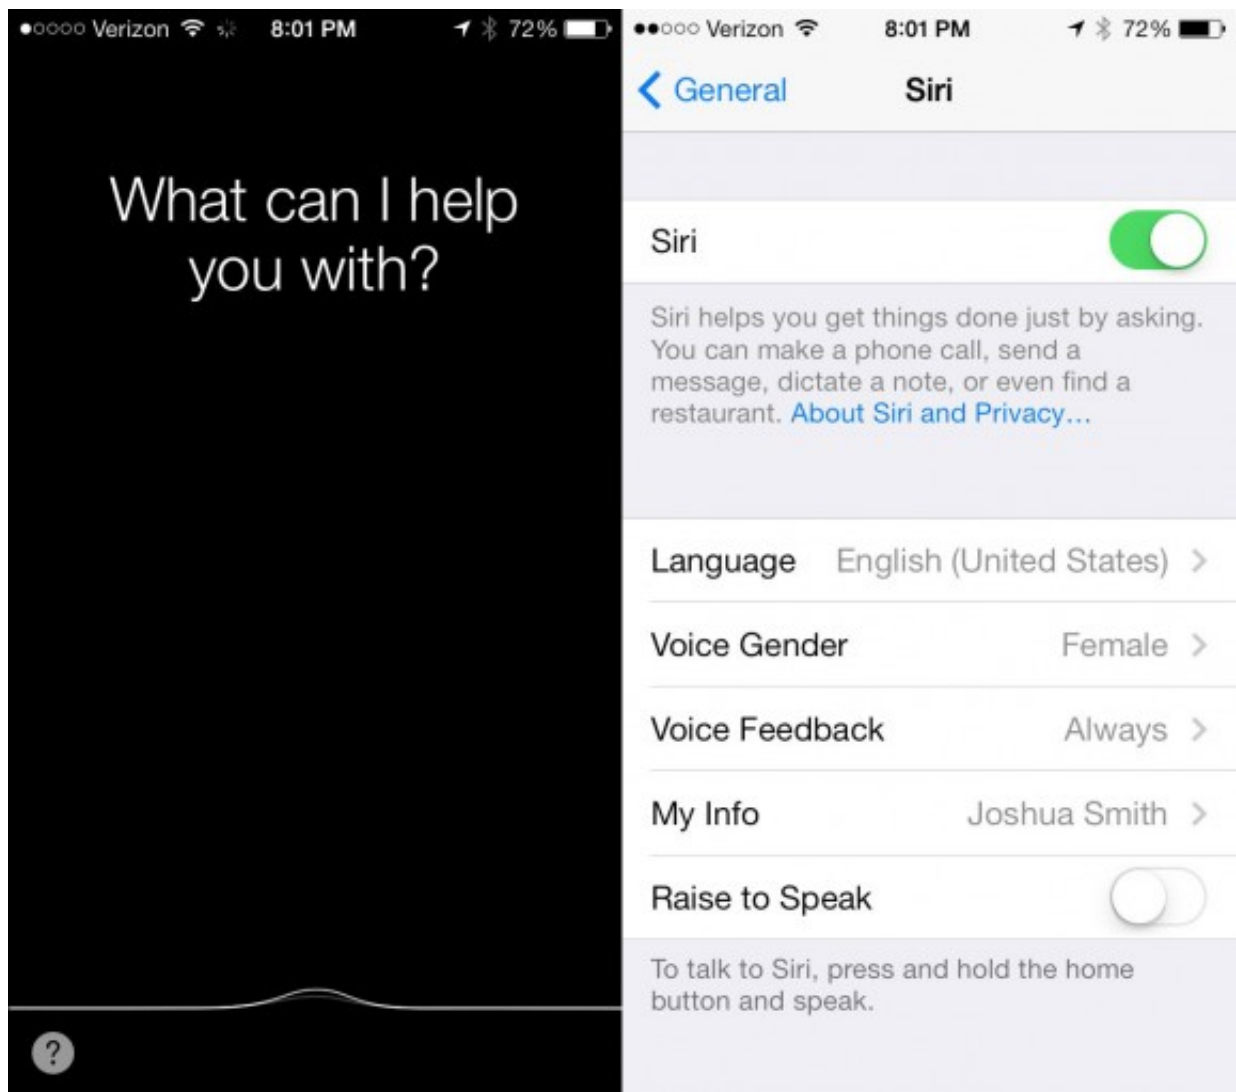 Verizon 8:01 PM 72%
What can I help
you with?
?
Verizon 8:01 PM 72%
General Siri
Siri
Siri helps you get things done just by asking.
You can make a phone call, send a
message, dictate a note, or even find a
restaurant. About Siri and Privacy...
Language English (United States)
Voice Gender Female
Voice Feedback Always
My Info Joshua Smith
Raise to Speak
To talk to Siri, press and hold the home
button and speak.